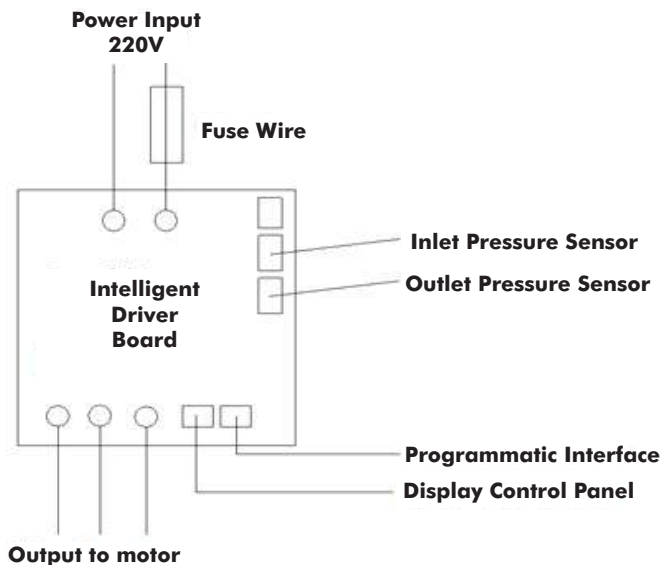 Power Input
220V
Fuse Wire
Inlet Pressure Sensor
Outlet Pressure Sensor
Intelligent
Driver
Board
Programmatic Interface
Display Control Panel
Output to motor